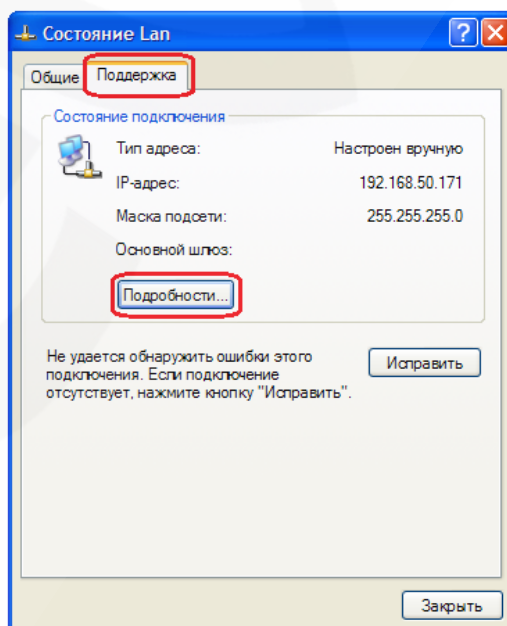 Состояние Lan
Общие Поддержка
Состояние подключения
Тип адреса: Настроен вручную
IP-адрес: 192.168.50.171
Маска подсети: 255.255.255.0
Основной шлюз:
Подробности...
Не удается обнаружить ошибки этого
подключения. Если подключение
отсутствует, нажмите кнопку "Исправить".
Исправить
Закрыть